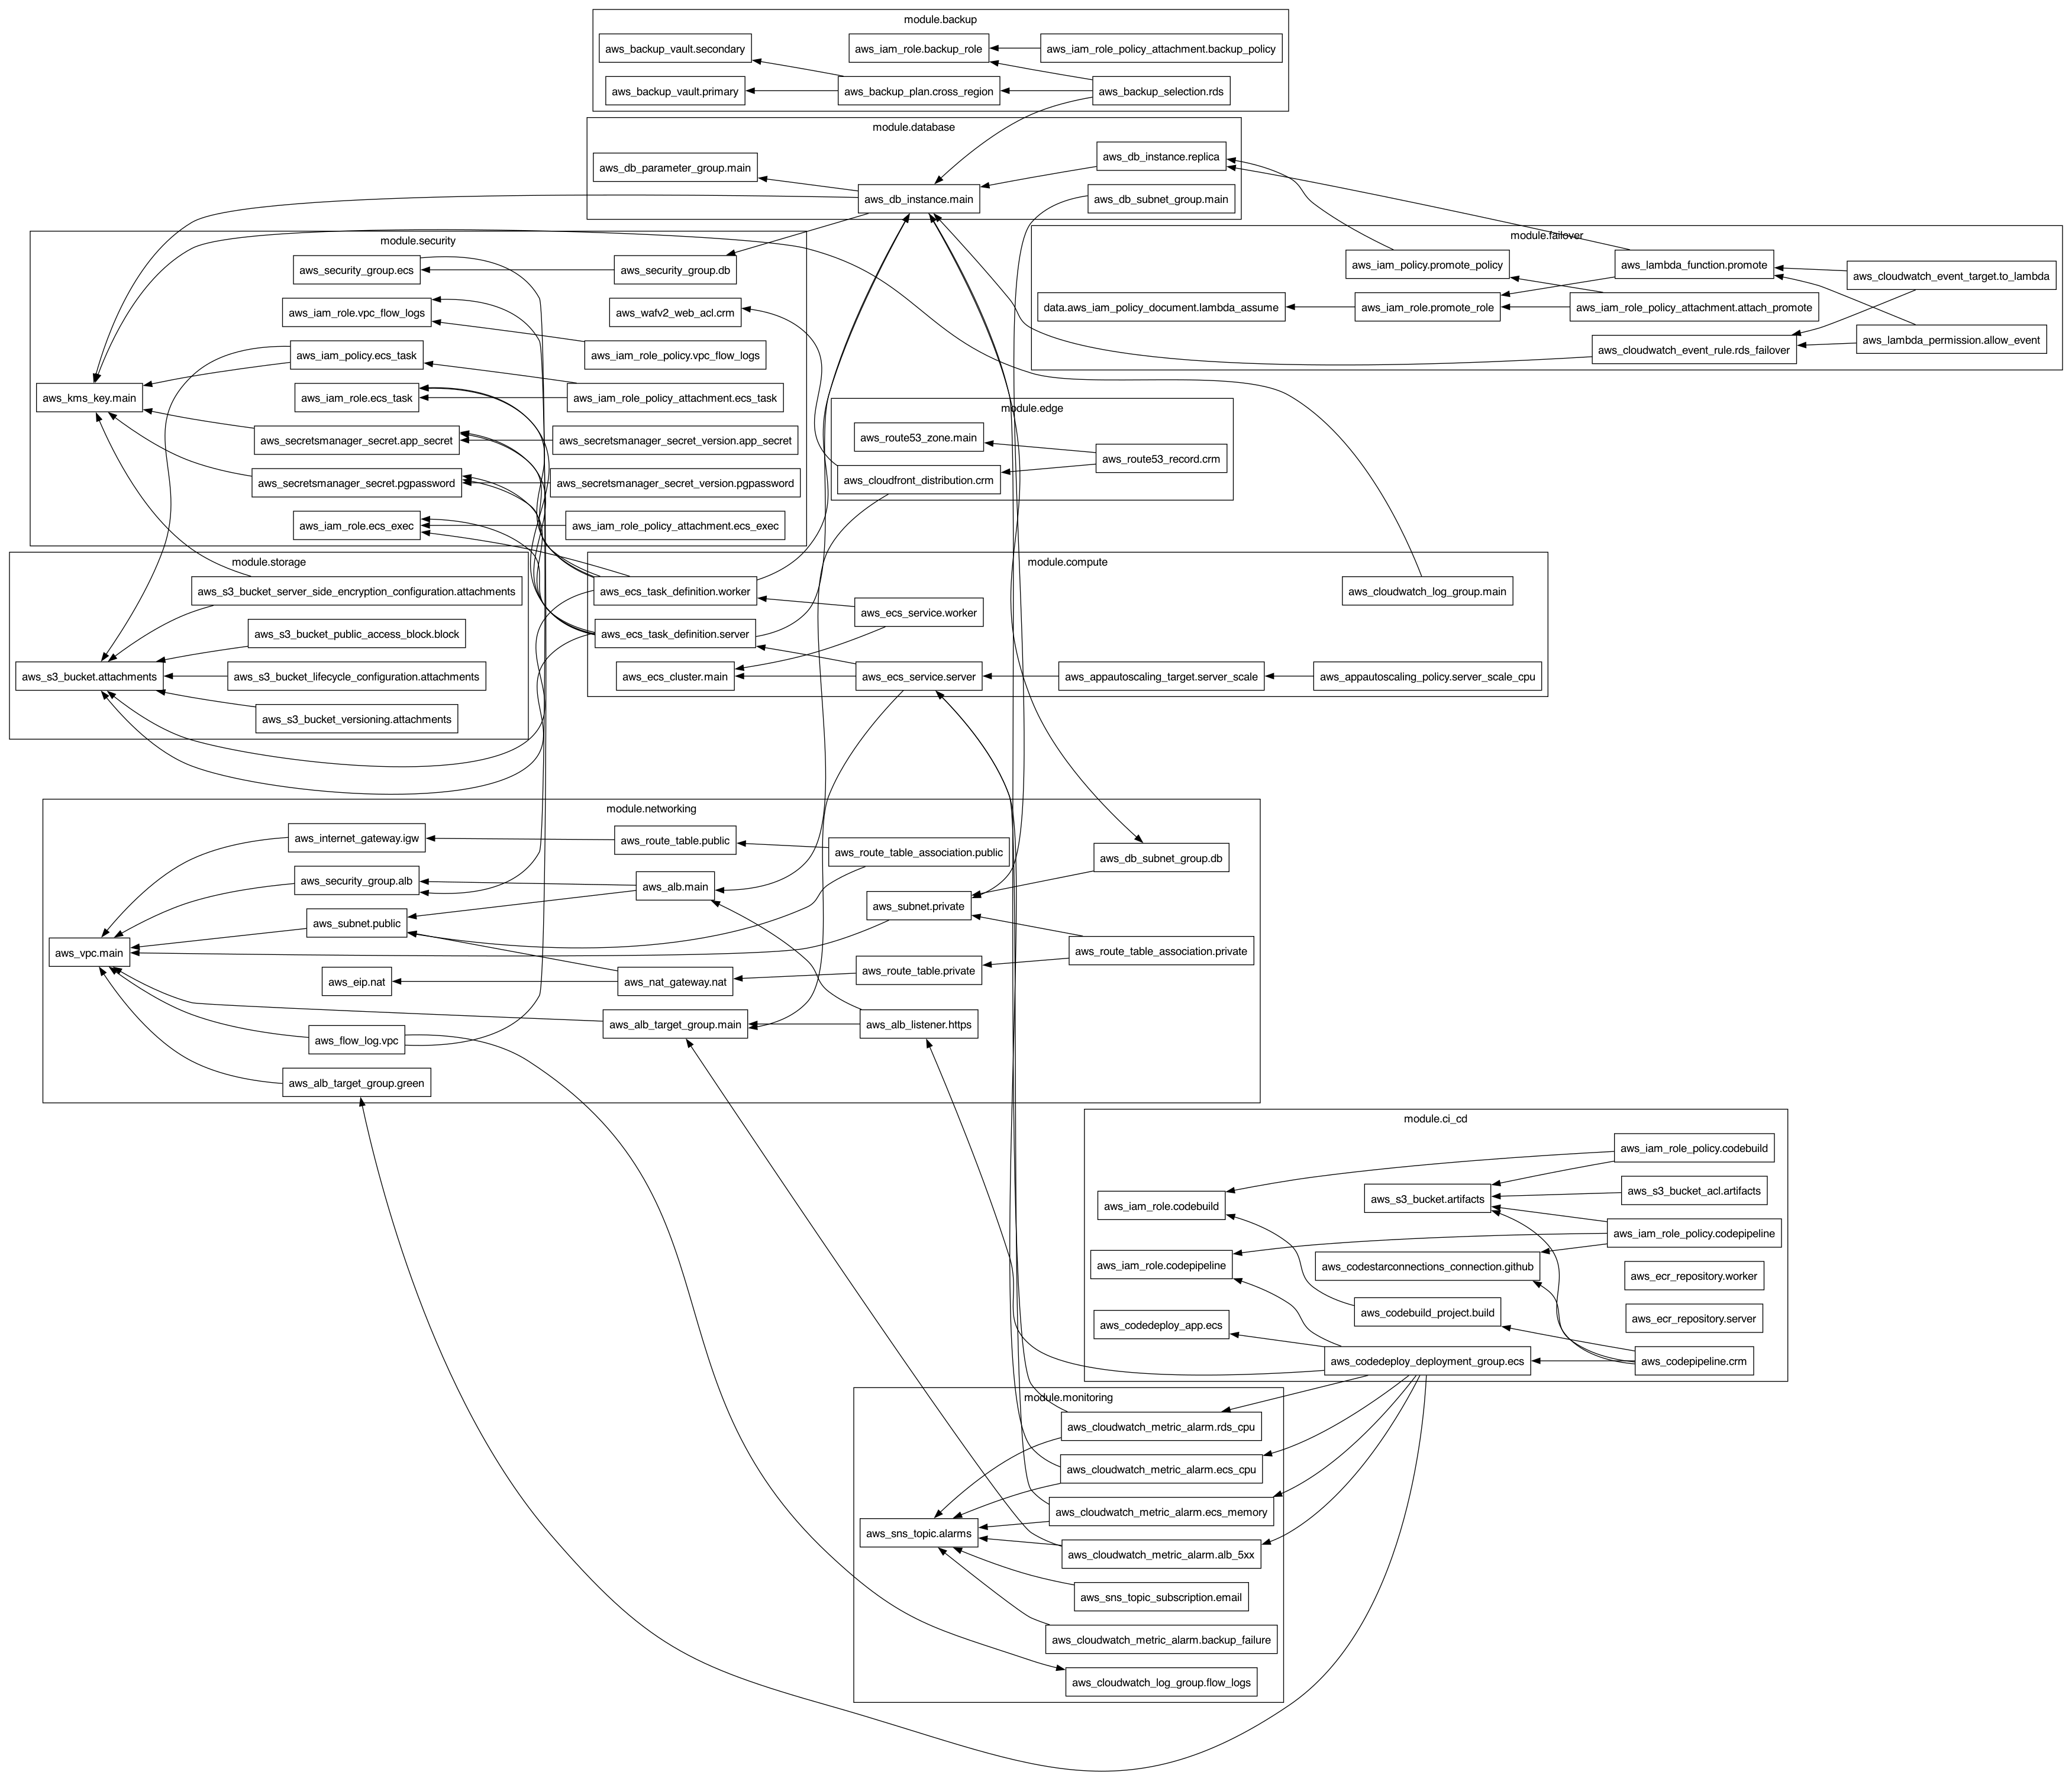 module.backup
aws_backup_vault.secondary
aws_iam_role.backup_role
aws_iam_role_policy_attachment.backup_policy
aws_backup_vault.primary
aws_backup_plan.cross_region
aws_backup_selection.rds
module.database
aws_db_parameter_group.main
aws_db_instance.replica
aws_db_instance.main
aws_db_subnet_group.main
module.security
aws_security_group.ecs
aws_security_group.db
aws_iam_role.vpc_flow_logs
aws_wafv2_web_acl.crm
aws_iam_policy.ecs_task
aws_iam_role_policy.vpc_flow_logs
aws_kms_key.main
aws_iam_role.ecs_task
aws_iam_role_policy_attachment.ecs_task
aws_secretsmanager_secret.app_secret
aws_secretsmanager_secret_version.app_secret
aws_secretsmanager_secret.pgpassword
aws_secretsmanager_secret_version.pgpassword
aws_iam_role.ecs_exec
aws_iam_role_policy_attachment.ecs_exec
module.failover
aws_iam_policy.promote_policy
aws_lambda_function.promote
aws_cloudwatch_event_target.to_lambda
data.aws_iam_policy_document.lambda_assume
aws_iam_role.promote_role
aws_iam_role_policy_attachment.attach_promote
aws_cloudwatch_event_rule.rds_failover
aws_lambda_permission.allow_event
module.edge
aws_route53_zone.main
aws_route53_record.crm
aws_cloudfront_distribution.crm
module.storage
aws_s3_bucket_server_side_encryption_configuration.attachments
aws_s3_bucket_public_access_block.block
aws_s3_bucket.attachments
aws_s3_bucket_lifecycle_configuration.attachments
aws_s3_bucket_versioning.attachments
module.compute
aws_ecs_task_definition.worker
aws_cloudwatch_log_group.main
aws_ecs_service.worker
aws_ecs_task_definition.server
aws_ecs_cluster.main
aws_ecs_service.server
aws_appautoscaling_target.server_scale
aws_appautoscaling_policy.server_scale_cpu
module.networking
aws_internet_gateway.igw
aws_route_table.public
aws_route_table_association.public
aws_db_subnet_group.db
aws_security_group.alb
aws_alb.main
aws_subnet.private
aws_subnet.public
aws_vpc.main
aws_route_table_association.private
aws_eip.nat
aws_nat_gateway.nat
aws_route_table.private
aws_alb_target_group.main
aws_alb_listener.https
aws_flow_log.vpc
aws_alb_target_group.green
module.ci_cd
aws_iam_role_policy.codebuild
aws_iam_role.codebuild
aws_s3_bucket.artifacts
aws_s3_bucket_acl.artifacts
aws_iam_role_policy.codepipeline
aws_iam_role.codepipeline
aws_codestarconnections_connection.github
aws_ecr_repository.worker
aws_codebuild_project.build
aws_ecr_repository.server
aws_codedeploy_app.ecs
aws_codedeploy_deployment_group.ecs
aws_codepipeline.crm
module.monitoring
aws_cloudwatch_metric_alarm.rds_cpu
aws_cloudwatch_metric_alarm.ecs_cpu
aws_cloudwatch_metric_alarm.ecs_memory
aws_sns_topic.alarms
aws_cloudwatch_metric_alarm.alb_5xx
aws_sns_topic_subscription.email
aws_cloudwatch_metric_alarm.backup_failure
aws_cloudwatch_log_group.flow_logs